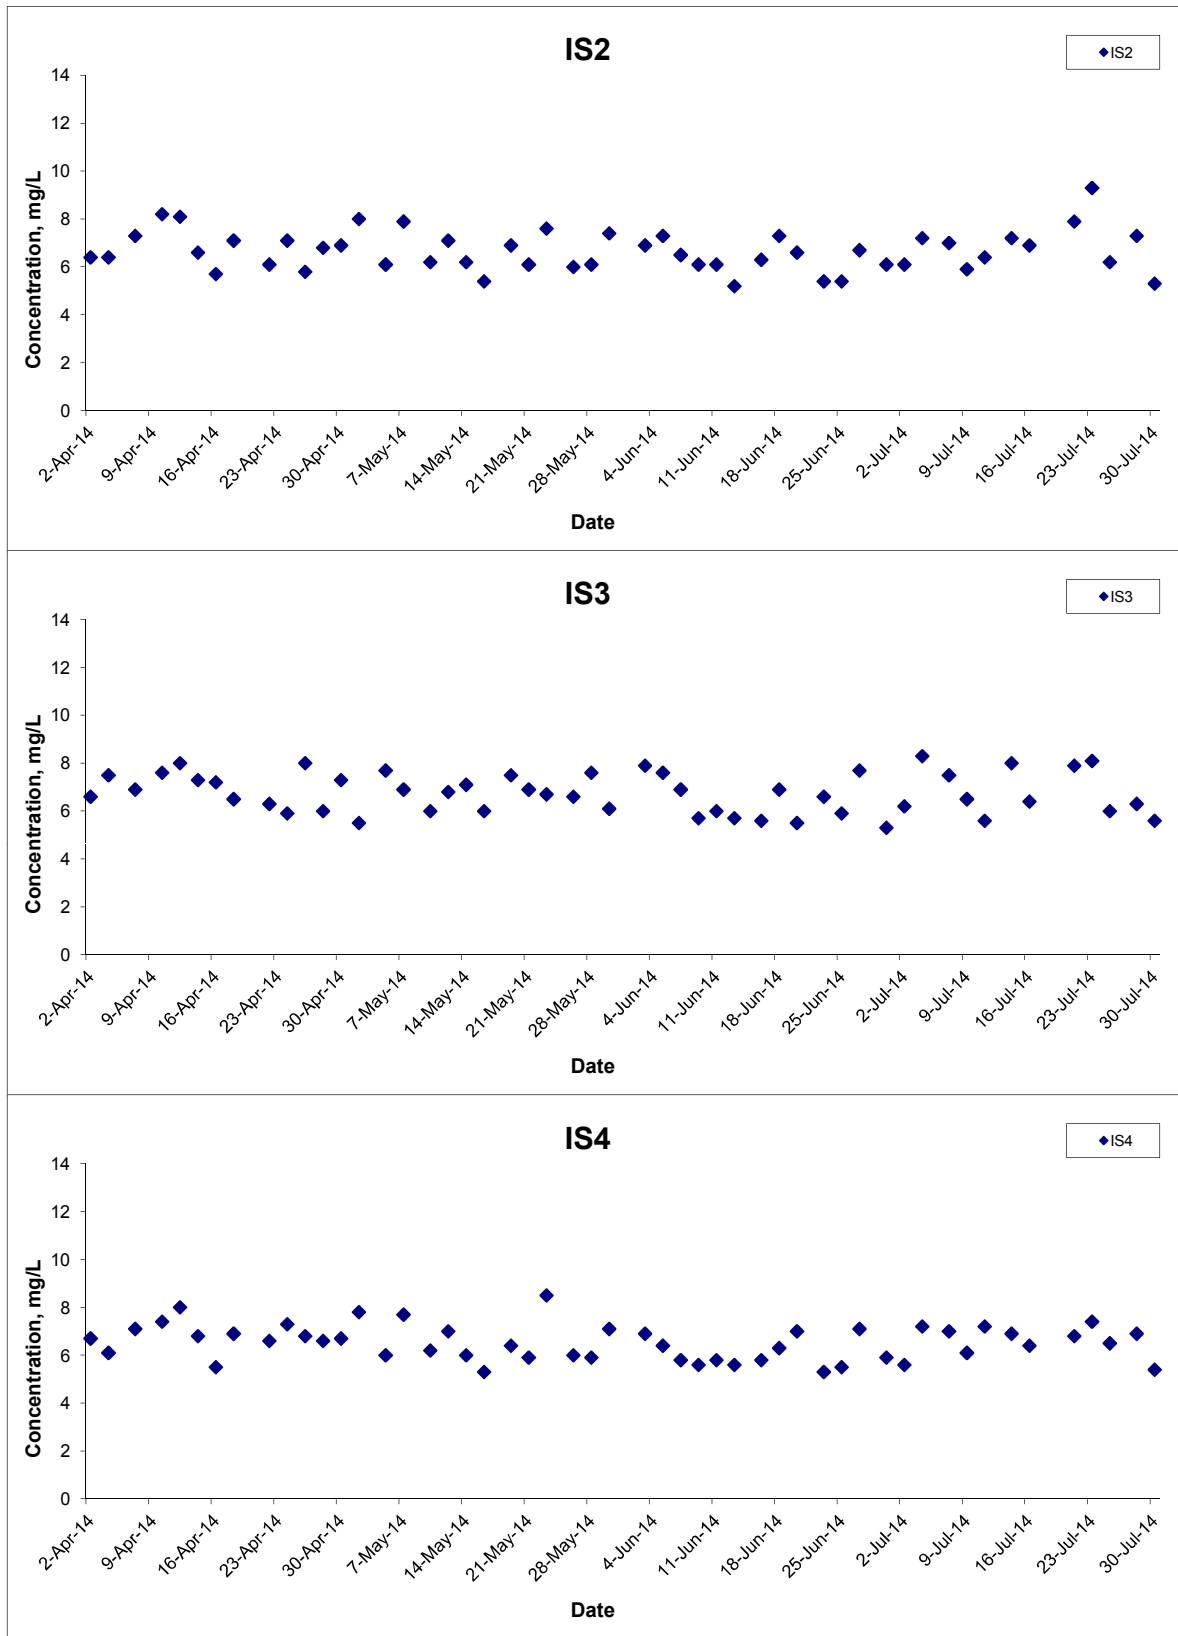 IS2
IS2
14
12
10
8
6
4
2
0
Concentration, mg/L
2-Apr-14
9-Apr-14
16-Apr-14
23-Apr-14
30-Apr-14
7-May-14
14-May-14
21-May-14
28-May-14
4-Jun-14
11-Jun-14
18-Jun-14
25-Jun-14
2-Jul-14
9-Jul-14
16-Jul-14
23-Jul-14
30-Jul-14
Date
IS3
IS3
14
12
10
8
6
4
2
0
Concentration, mg/L
2-Apr-14
9-Apr-14
16-Apr-14
23-Apr-14
30-Apr-14
7-May-14
14-May-14
21-May-14
28-May-14
4-Jun-14
11-Jun-14
18-Jun-14
25-Jun-14
2-Jul-14
9-Jul-14
16-Jul-14
23-Jul-14
30-Jul-14
Date
IS4
IS4
14
12
10
8
6
4
2
0
Concentration, mg/L
2-Apr-14
9-Apr-14
16-Apr-14
23-Apr-14
30-Apr-14
7-May-14
14-May-14
21-May-14
28-May-14
4-Jun-14
11-Jun-14
18-Jun-14
25-Jun-14
2-Jul-14
9-Jul-14
16-Jul-14
23-Jul-14
30-Jul-14
Date